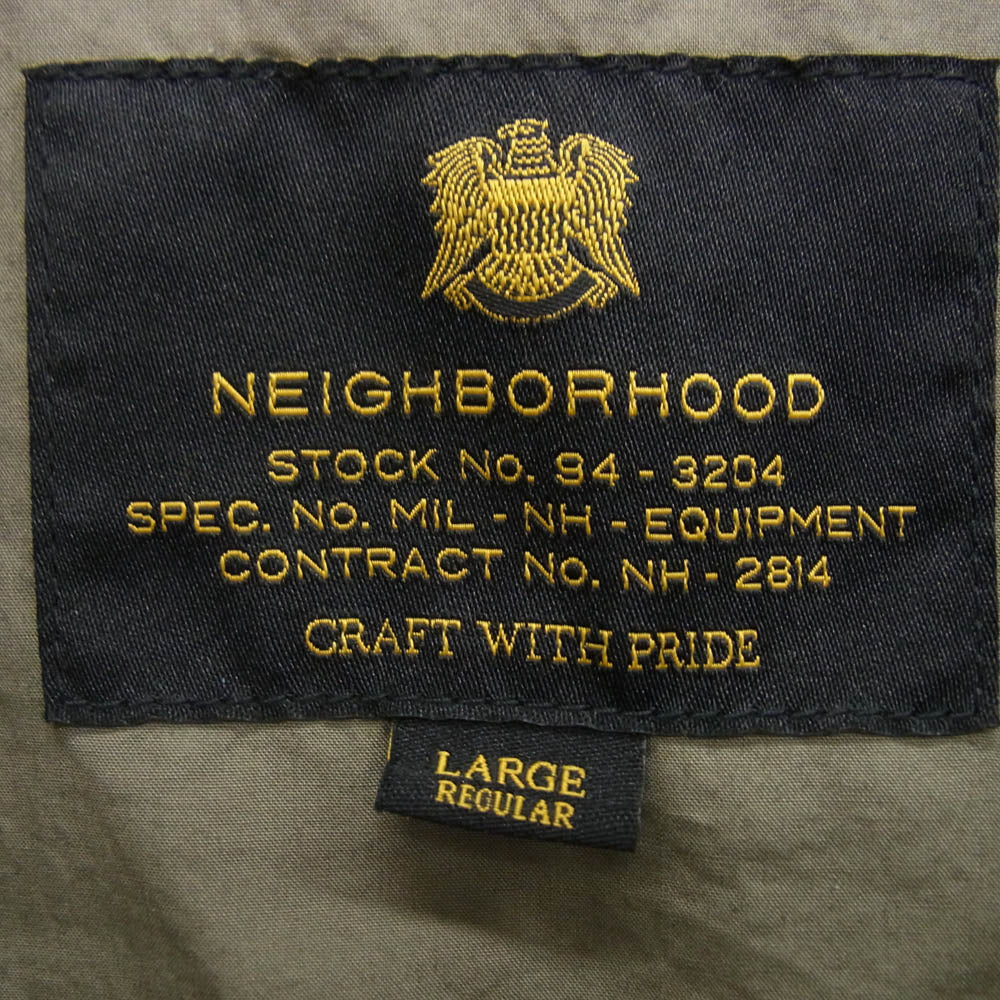 NEIGHBORHOOD
STOCK No. 94 - 3204
SPEC. No. MIL - NH - EQUIPMENT
CONTRACT No. NH - 2814
CRAFT WITH PRIDE
LARGE
REGULAR